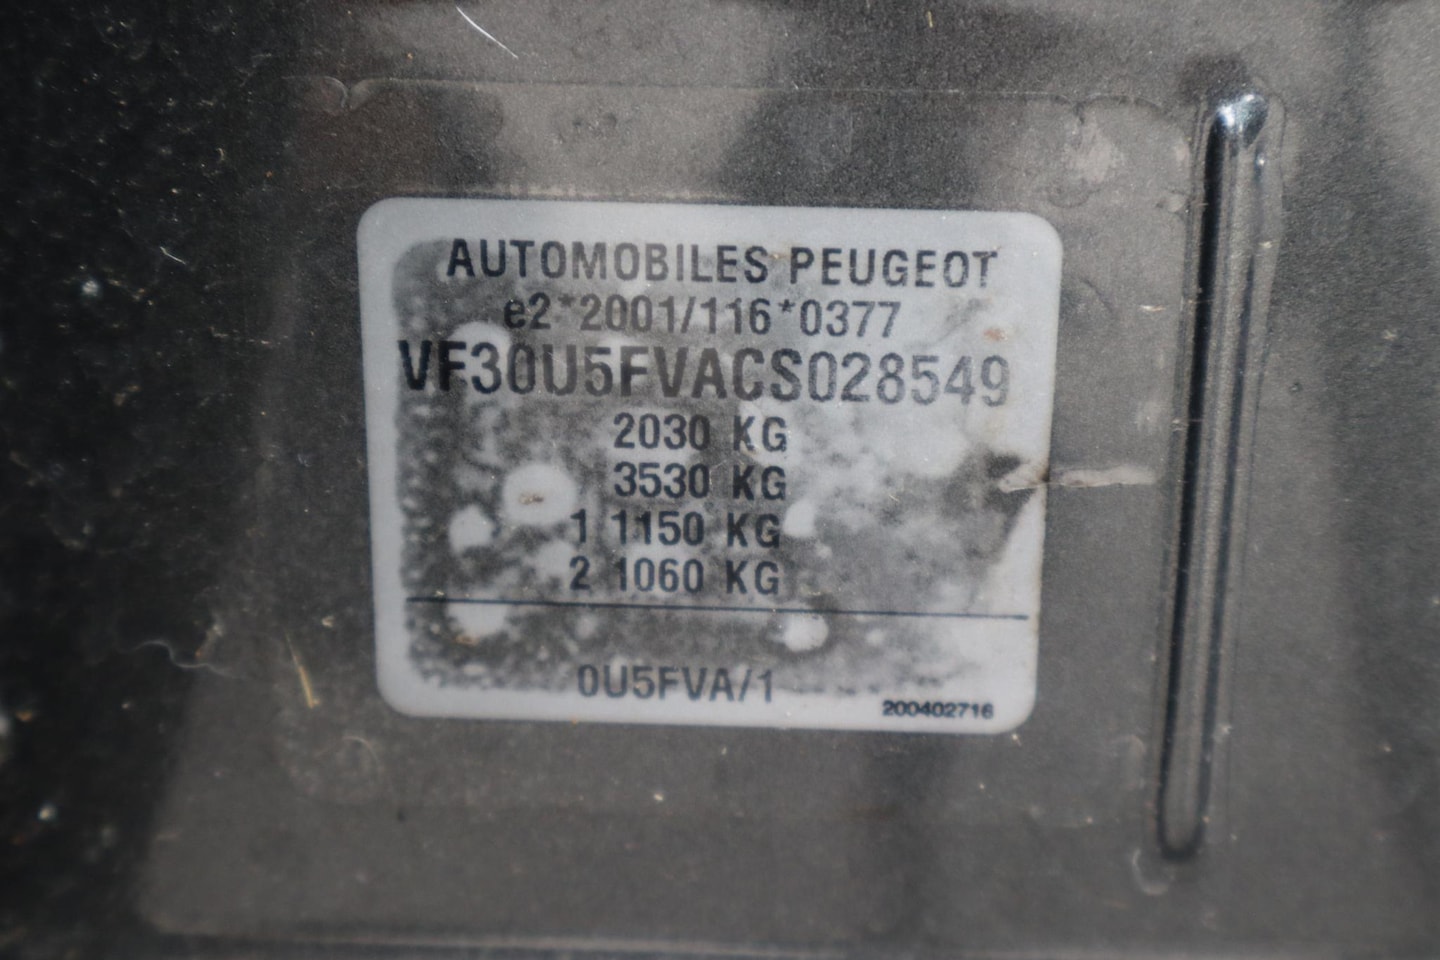 AUTOMOBILES PEUGEOT
e2*2001/116*0377
VF30U5FVACS028549
2030 KG
3530 KG
1 1150 KG
2 1060 KG
0U5FVA/1
200402716